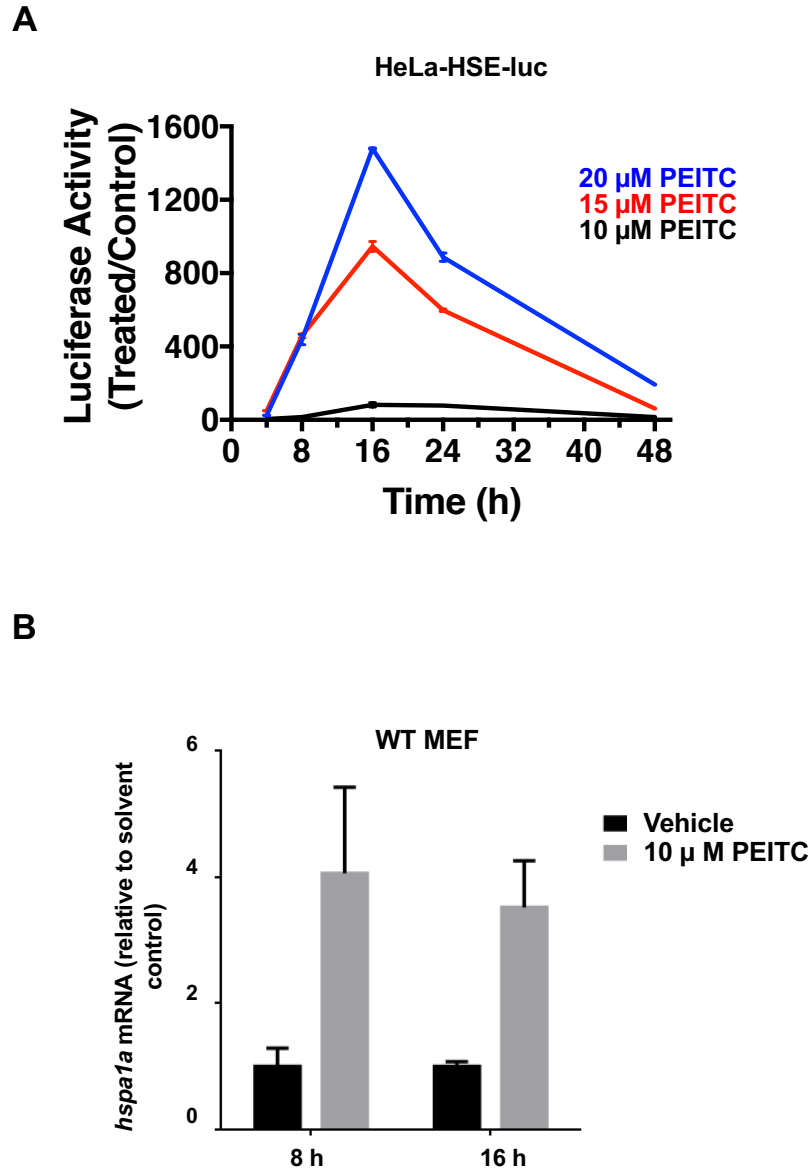 A
HeLa-HSE-luc
Luciferase Activity
(Treated/Control)
1600
1200
800
400
0
20 µM PEITC
15 µM PEITC
10 µM PEITC
0 8 16 24 32 40 48
Time (h)
B
WT MEF
hspa1a mRNA (relative to solvent
control)
6
4
2
0
Vehicle
10 µ M PEITC
8 h 16 h